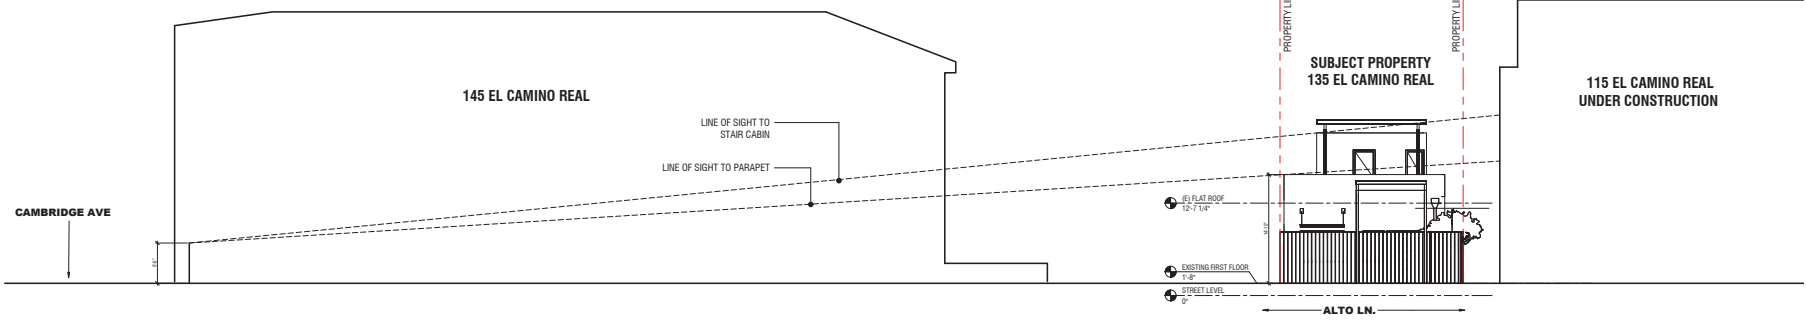 PROPERTY LI
PROPERTY LI
SUBJECT PROPERTY
135 EL CAMINO REAL
115 EL CAMINO REAL
UNDER CONSTRUCTION
145 EL CAMINO REAL
LINE OF SIGHT TO
STAIR CABIN
LINE OF SIGHT TO PARAPET
CAMBRIDGE AVE
(E) FLAT ROOF
12'-7 1/4"
EXISTING FIRST FLOOR
1'-8"
STREET LEVEL
0"
ALTO LN.